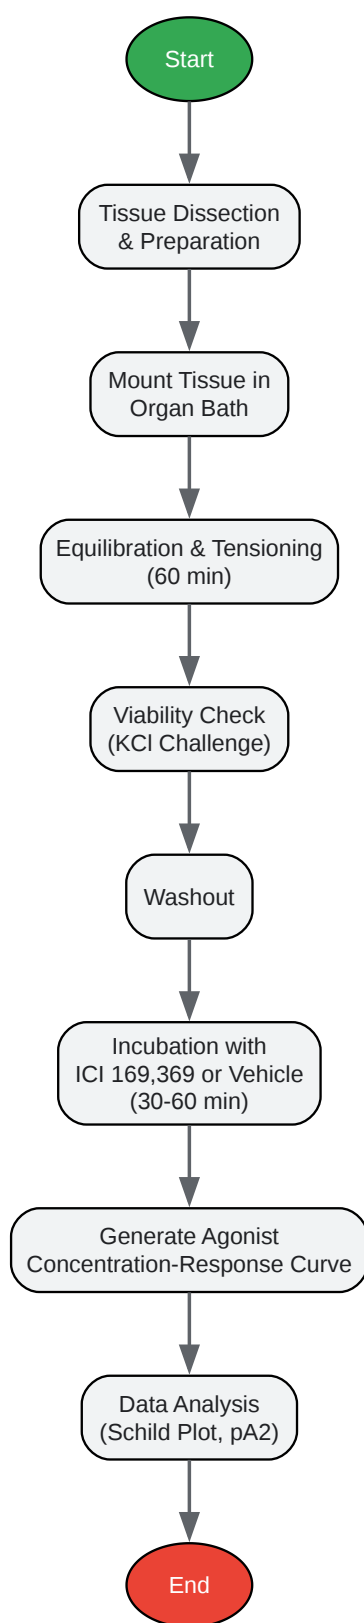 Start
Tissue Dissection
& Preparation
Mount Tissue in
Organ Bath
Equilibration & Tensioning
(60 min)
Viability Check
(KCl Challenge)
Washout
Incubation with
ICI 169,369 or Vehicle
(30-60 min)
Generate Agonist
Concentration-Response Curve
Data Analysis
(Schild Plot, pA2)
End